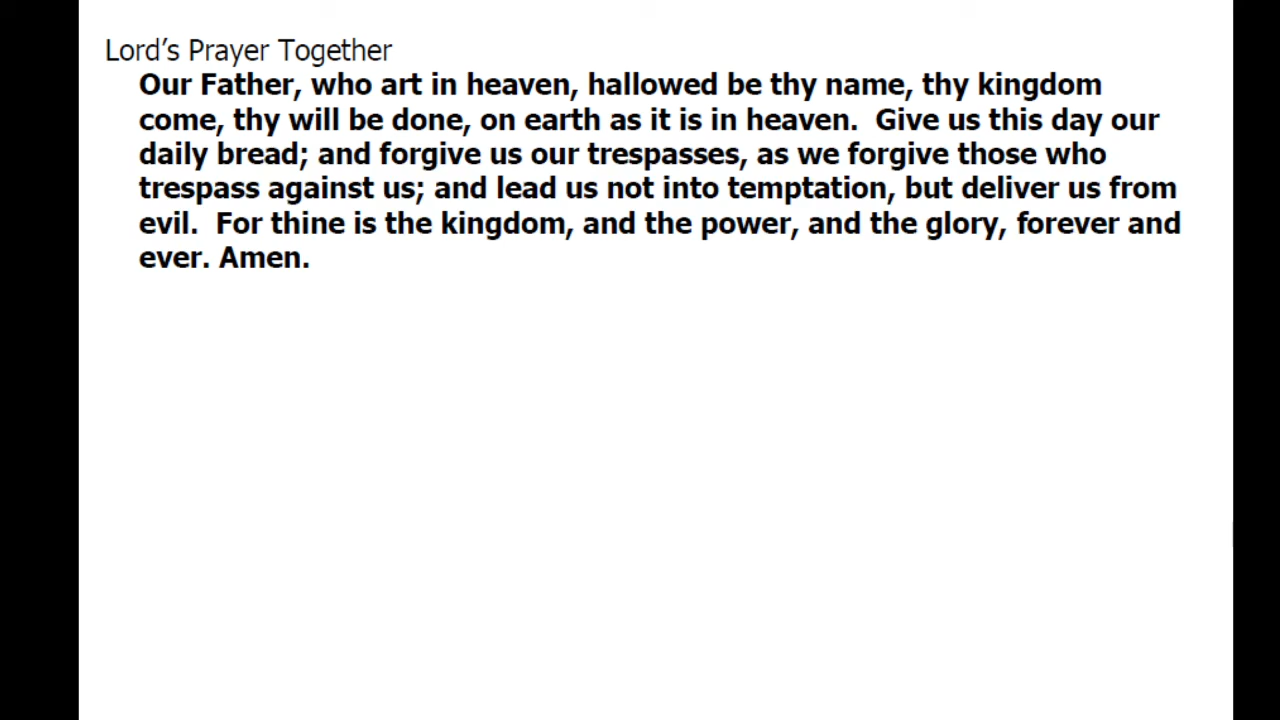 Lord’s Prayer Together
Our Father, who art in heaven, hallowed be thy name, thy kingdom
come, thy will be done, on earth as it is in heaven.  Give us this day our
daily bread; and forgive us our trespasses, as we forgive those who
trespass against us; and lead us not into temptation, but deliver us from
evil.  For thine is the kingdom, and the power, and the glory, forever and
ever. Amen.